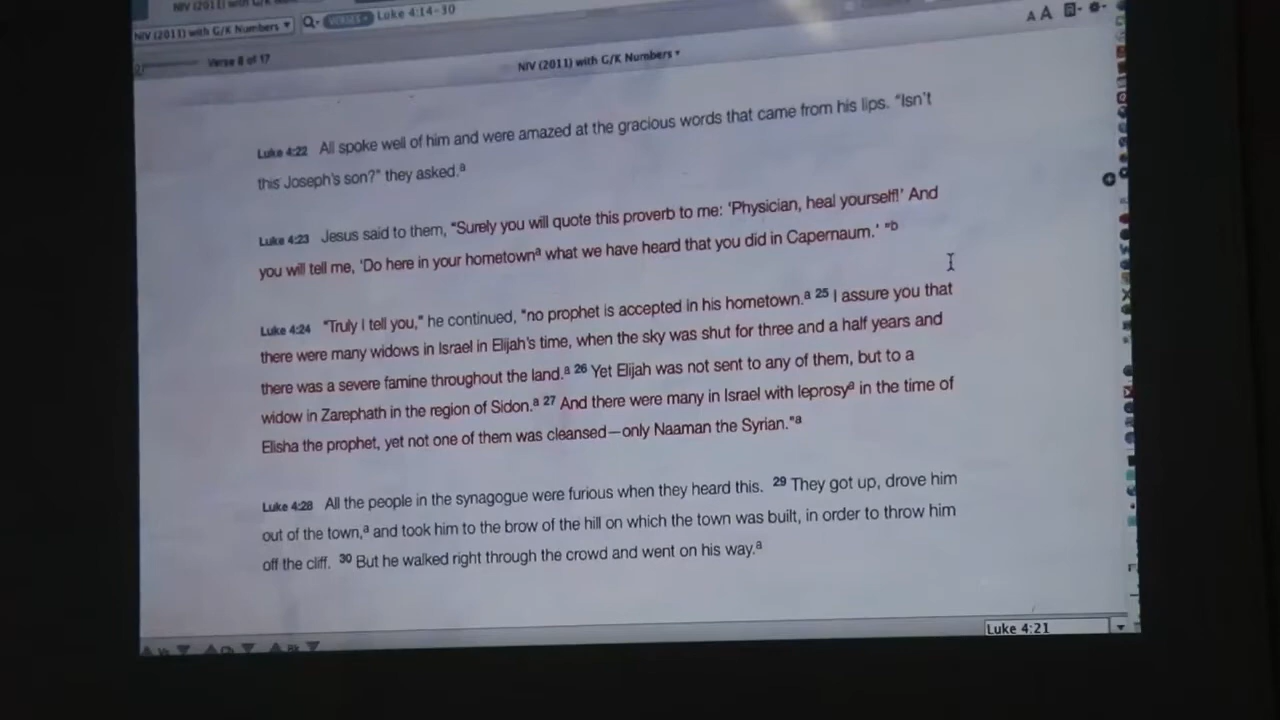 NIV (2011) with G/K Numbers
NIV (2011) with G/K Numbers ▾ VERSES Luke 4:14-30
A A
Verse 8 of 17 NIV (2011) with G/K Numbers ▾
Luke 4:22 All spoke well of him and were amazed at the gracious words that came from his lips. “Isn’t
this Joseph’s son?” they asked.a
Luke 4:23 Jesus said to them, “Surely you will quote this proverb to me: ‘Physician, heal yourself!’ And
you will tell me, ‘Do here in your hometowna what we have heard that you did in Capernaum.’ ”b
Luke 4:24 “Truly I tell you,” he continued, “no prophet is accepted in his hometown.a 25 I assure you that
there were many widows in Israel in Elijah’s time, when the sky was shut for three and a half years and
there was a severe famine throughout the land.a 26 Yet Elijah was not sent to any of them, but to a
widow in Zarephath in the region of Sidon.a 27 And there were many in Israel with leprosya in the time of
Elisha the prophet, yet not one of them was cleansed—only Naaman the Syrian.”a
Luke 4:28 All the people in the synagogue were furious when they heard this. 29 They got up, drove him
out of the town,a and took him to the brow of the hill on which the town was built, in order to throw him
off the cliff. 30 But he walked right through the crowd and went on his way.a
Luke 4:21
Vs Ch Bk